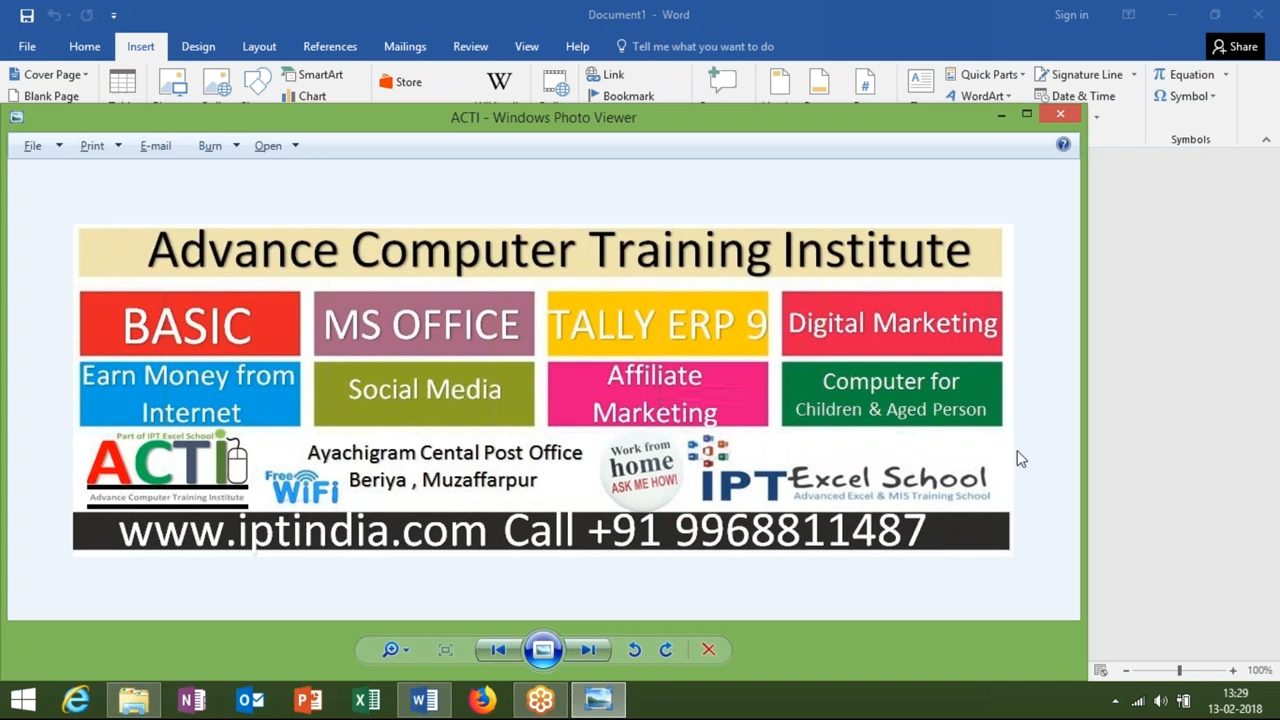 Document1 - Word
Sign in
File Home Insert Design Layout References Mailings Review View Help Tell me what you want to do Share
Cover Page SmartArt Store Link Quick Parts Signature Line Equation
Blank Page Chart Bookmark WordArt Date & Time Symbol
Symbols
ACTI - Windows Photo Viewer
File Print E-mail Burn Open
Advance Computer Training Institute
BASIC MS OFFICE TALLY ERP 9 Digital Marketing
Earn Money from
Internet
Social Media
Affiliate
Marketing
Computer for
Children & Aged Person
Part of IPT Excel School
ACTi
Advance Computer Training Institute
Free
WiFi
Ayachigram Cental Post Office
Beriya , Muzaffarpur
Work from
home
ASK ME HOW!
IPT Excel School
Advanced Excel & MIS Training School
www.iptindia.com Call +91 9968811487
100%
13:29
13-02-2018